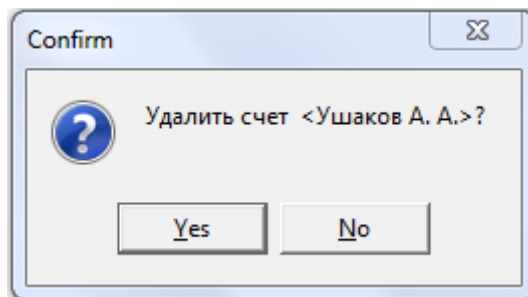 Confirm
Удалить счет <Ушаков А. А.>?
Yes
No